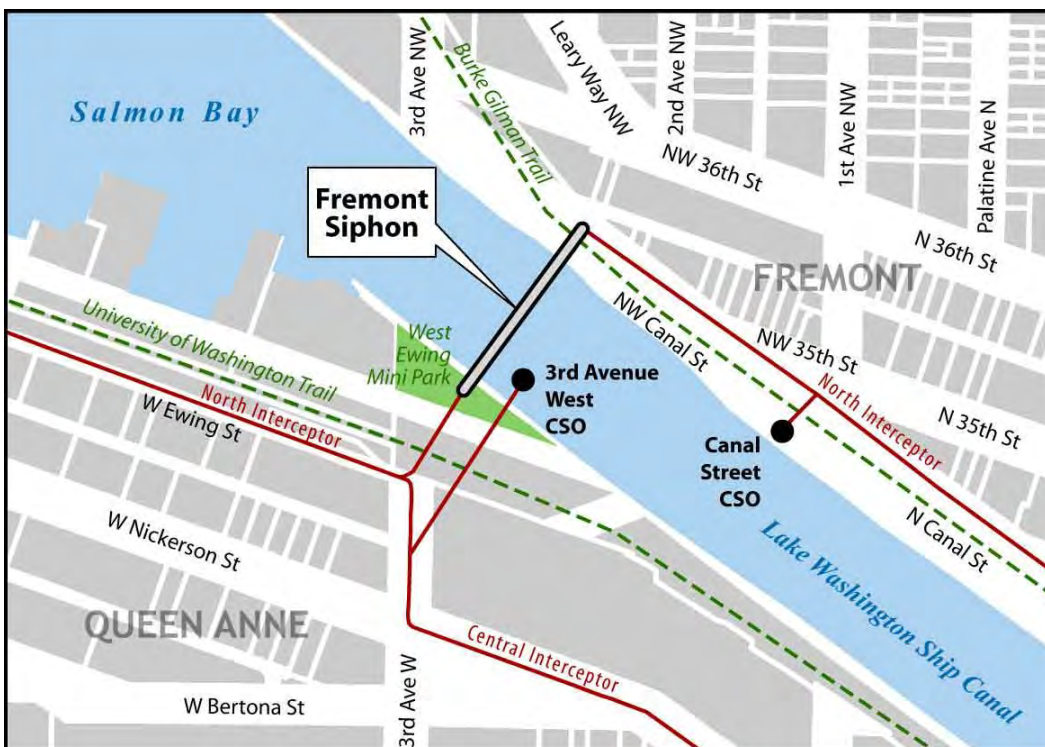 Salmon Bay
3rd Ave NW
Burke Gilman Trail
Leary Way NW
2nd Ave NW
NW 36th St
1st Ave NW
Palatine Ave N
N 36th St
Fremont
Siphon
FREMONT
University of Washington Trail
West
Ewing
Mini Park
NW Canal St
NW 35th St
North Interceptor
N 35th St
North Interceptor
W Ewing St
3rd Avenue
West
CSO
Canal
Street
CSO
N Canal St
W Nickerson St
Lake Washington Ship Canal
QUEEN ANNE
Central Interceptor
3rd Ave W
W Bertona St